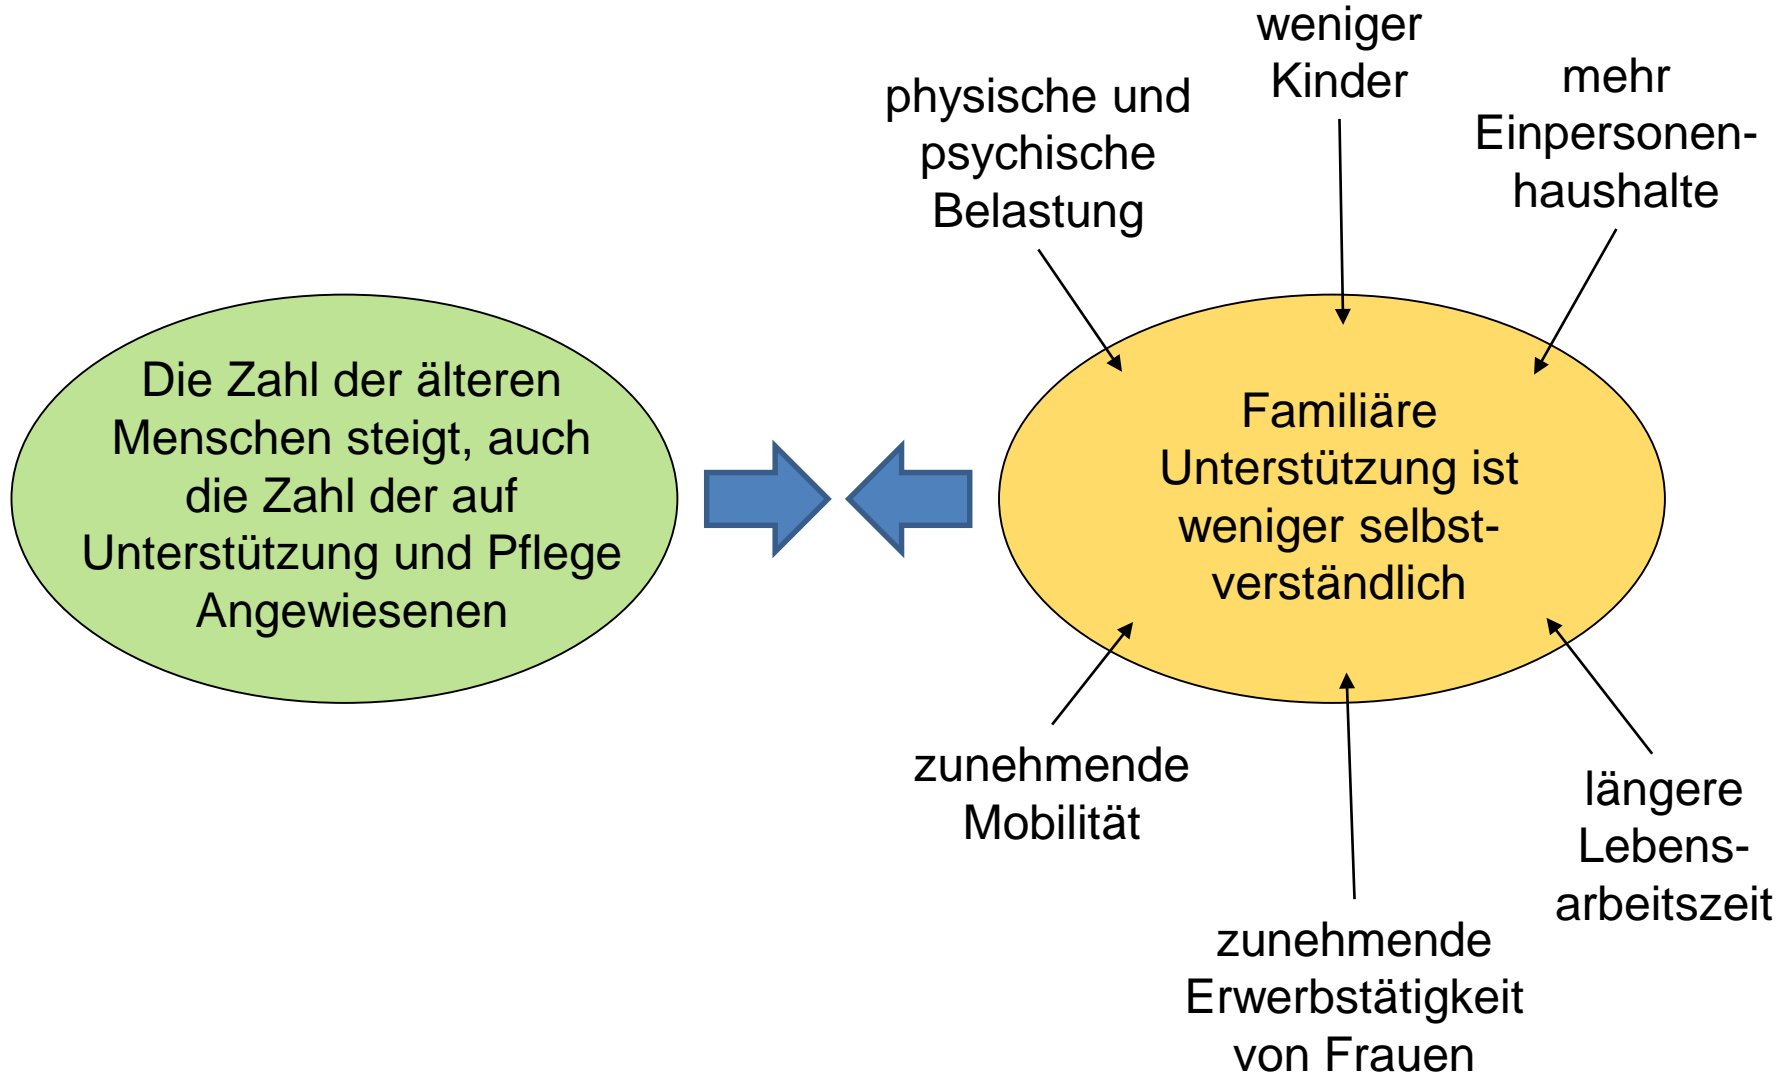 weniger
Kinder
physische und
psychische
Belastung
mehr
Einpersonen-
haushalte
Die Zahl der älteren
Menschen steigt, auch
die Zahl der auf
Unterstützung und Pflege
Angewiesenen
Familiäre
Unterstützung ist
weniger selbst-
verständlich
zunehmende
Mobilität
zunehmende
Erwerbstätigkeit
von Frauen
längere
Lebens-
arbeitszeit